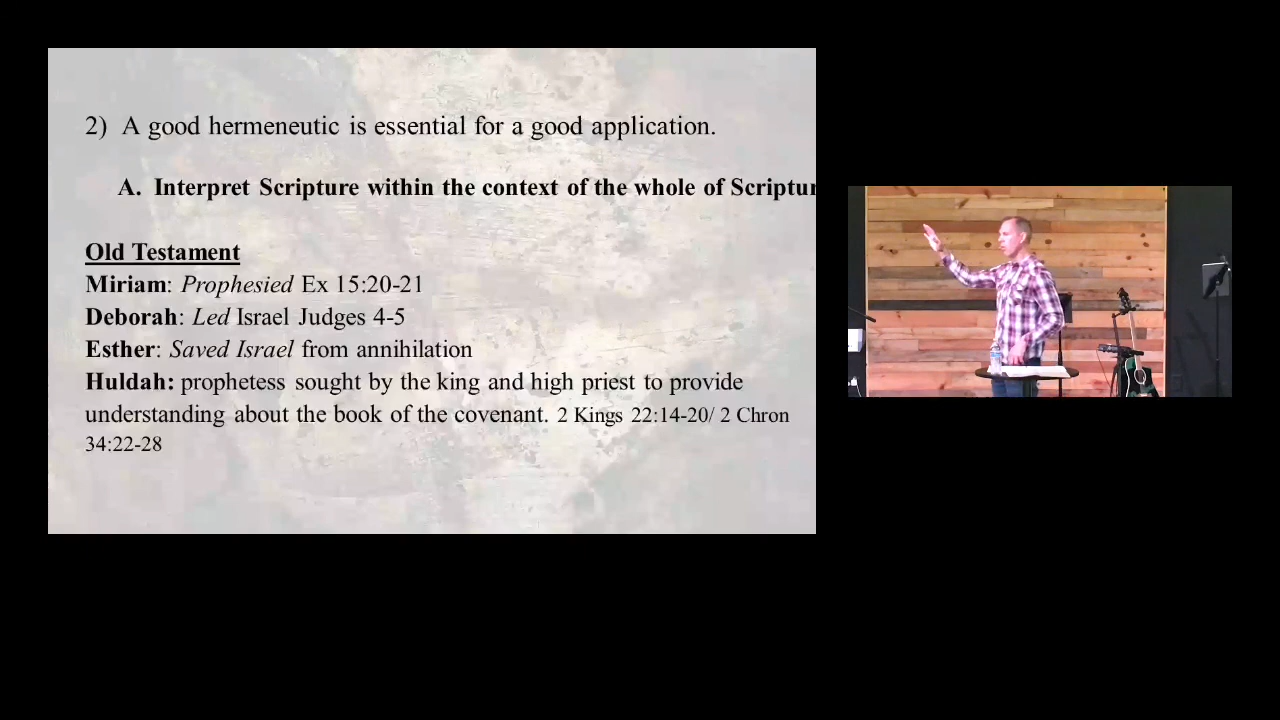 2) A good hermeneutic is essential for a good application.
A. Interpret Scripture within the context of the whole of Scriptur
Old Testament
Miriam: Prophesied Ex 15:20-21
Deborah: Led Israel Judges 4-5
Esther: Saved Israel from annihilation
Huldah: prophetess sought by the king and high priest to provide
understanding about the book of the covenant. 2 Kings 22:14-20/ 2 Chron
34:22-28